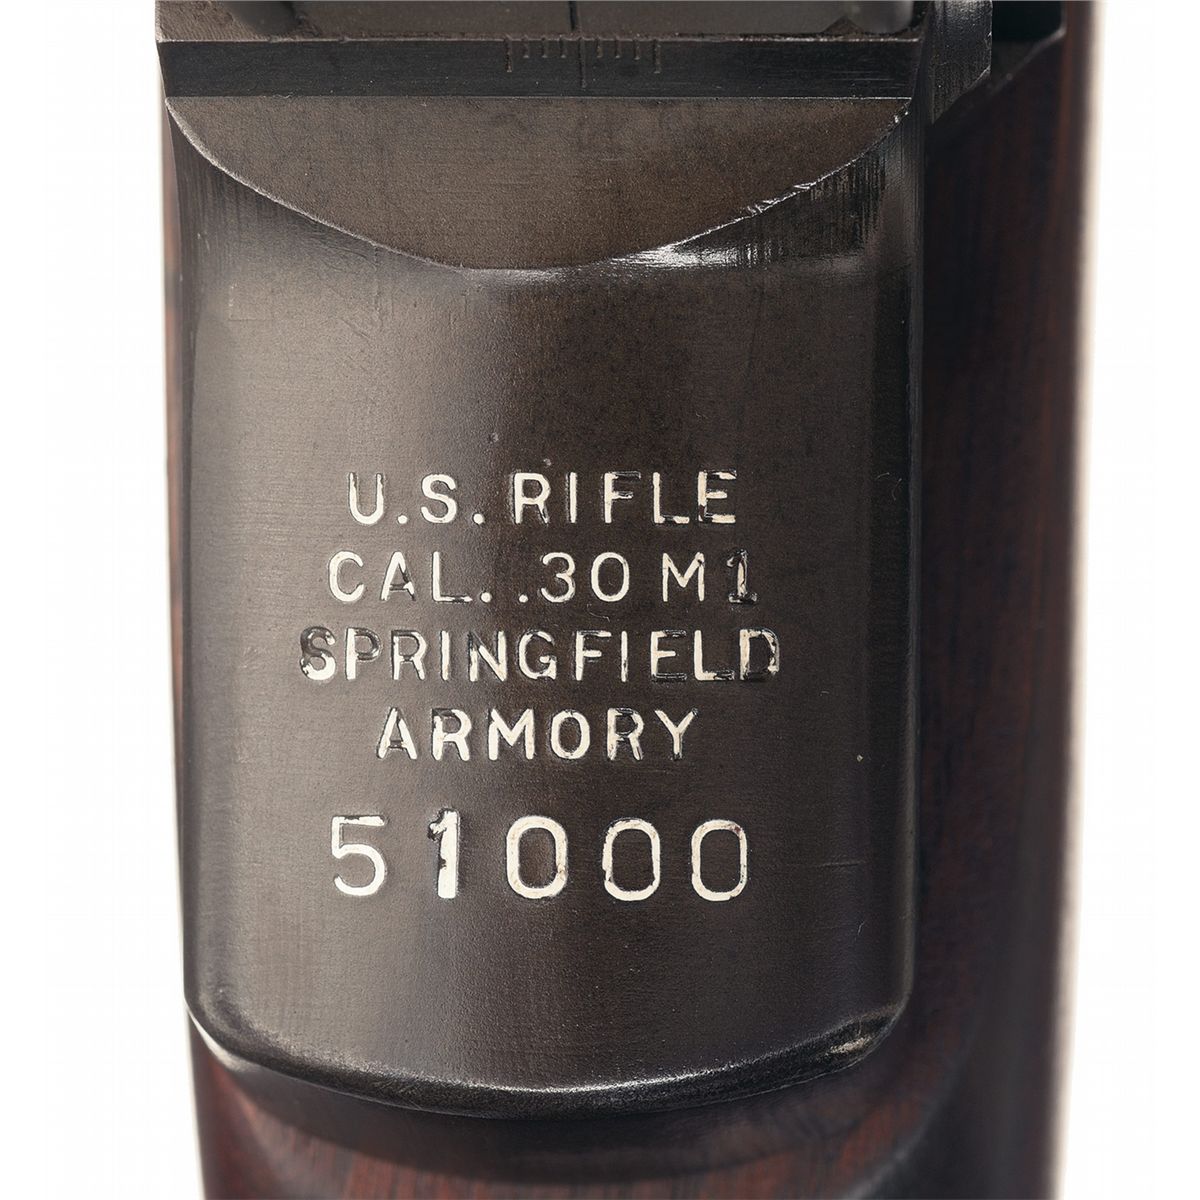 U.S. RIFLE
CAL. .30 M1
SPRINGFIELD
ARMORY
51000